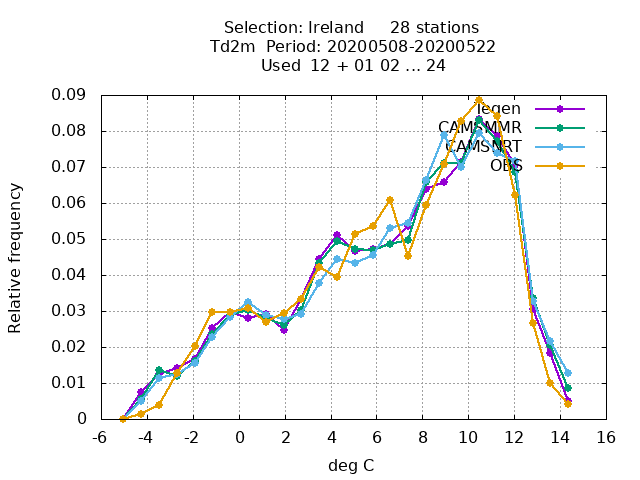 Selection: Ireland 28 stations
Td2m Period: 20200508-20200522
Used 12 + 01 02 ... 24
Relative frequency
0.09
0.08
0.07
0.06
0.05
0.04
0.03
0.02
0.01
0
Tegen
CAMSMMR
CAMSNRT
OBS
-6 -4 -2 0 2 4 6 8 10 12 14 16
deg C